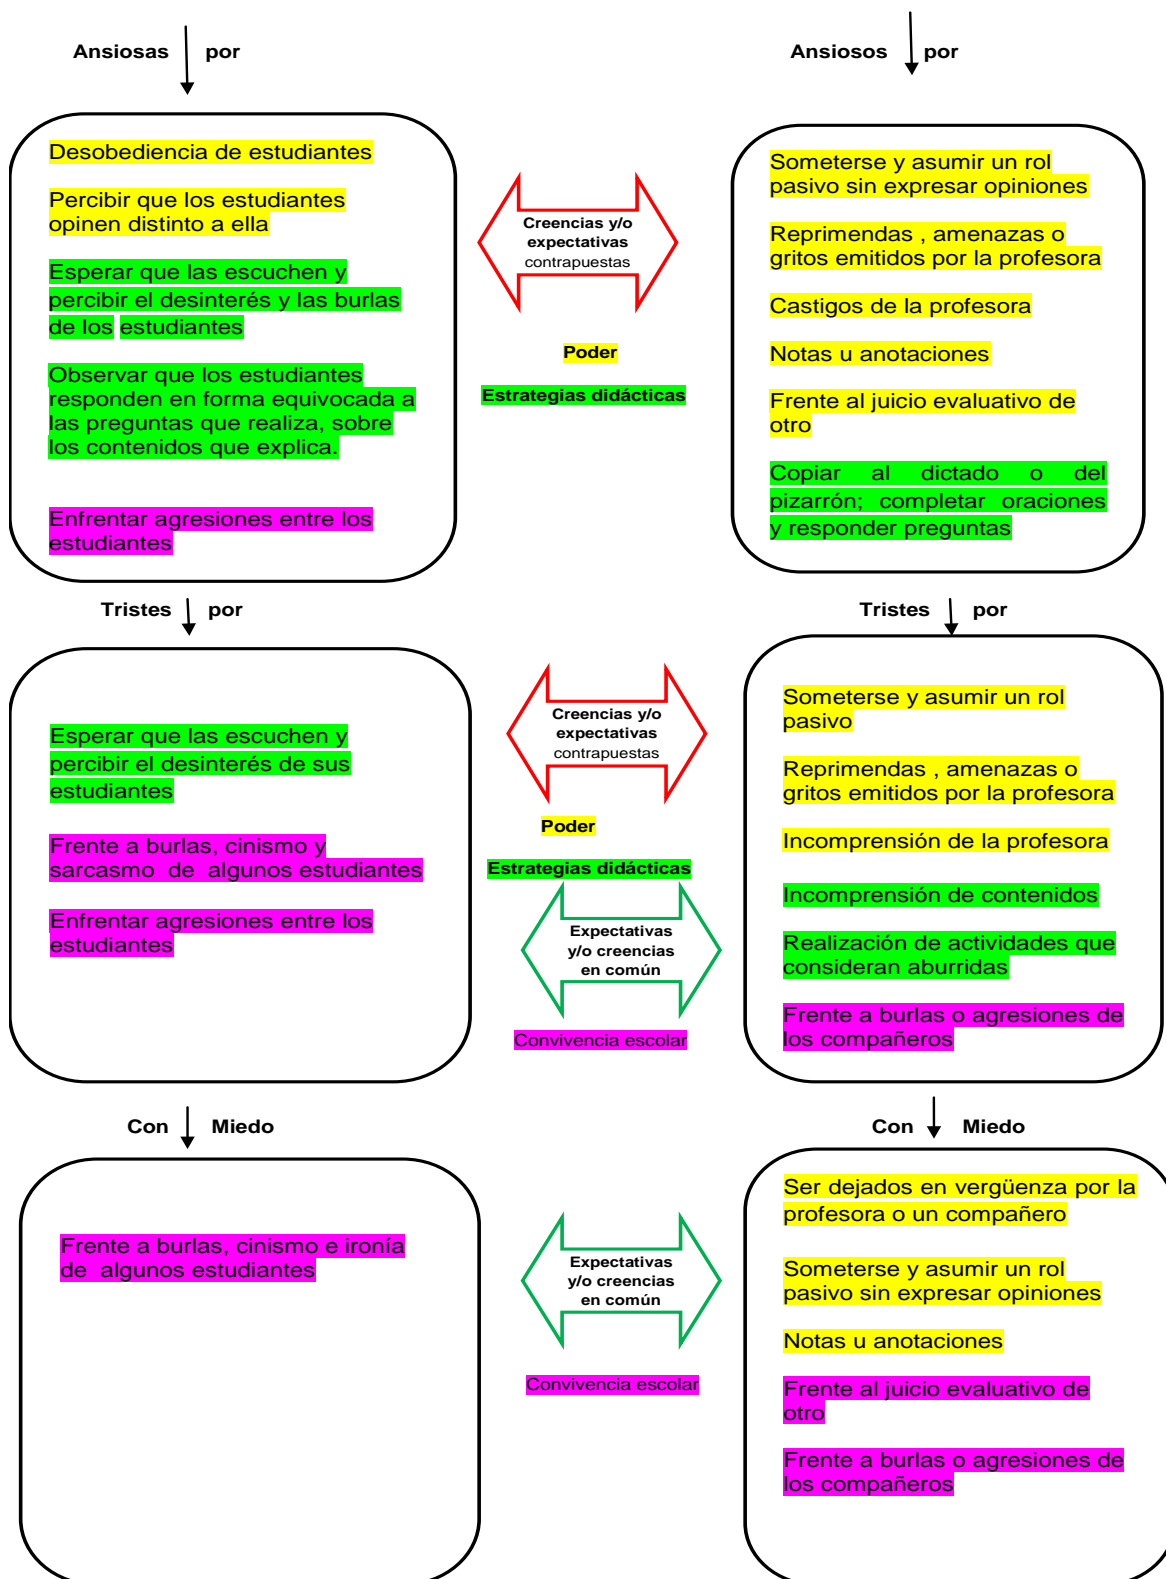 Ansiosas por
Desobediencia de estudiantes
Percibir que los estudiantes
opinen distinto a ella
Esperar que las escuchen y
percibir el desinterés y las burlas
de los estudiantes
Observar que los estudiantes
responden en forma equivocada a
las preguntas que realiza, sobre
los contenidos que explica.
Enfrentar agresiones entre los
estudiantes
Creencias y/o
expectativas
contrapuestas
Poder
Estrategias didácticas
Ansiosos por
Someterse y asumir un rol
pasivo sin expresar opiniones
Reprimendas , amenazas o
gritos emitidos por la profesora
Castigos de la profesora
Notas u anotaciones
Frente al juicio evaluativo de
otro
Copiar al dictado o del
pizarrón; completar oraciones
y responder preguntas
Tristes por
Esperar que las escuchen y
percibir el desinterés de sus
estudiantes
Frente a burlas, cinismo y
sarcasmo de algunos estudiantes
Enfrentar agresiones entre los
estudiantes
Creencias y/o
expectativas
contrapuestas
Poder
Estrategias didácticas
Expectativas
y/o creencias
en común
Convivencia escolar
Tristes por
Someterse y asumir un rol
pasivo
Reprimendas , amenazas o
gritos emitidos por la profesora
Incomprensión de la profesora
Incomprensión de contenidos
Realización de actividades que
consideran aburridas
Frente a burlas o agresiones de
los compañeros
Con Miedo
Frente a burlas, cinismo e ironía
de algunos estudiantes
Expectativas
y/o creencias
en común
Convivencia escolar
Con Miedo
Ser dejados en vergüenza por la
profesora o un compañero
Someterse y asumir un rol
pasivo sin expresar opiniones
Notas u anotaciones
Frente al juicio evaluativo de
otro
Frente a burlas o agresiones de
los compañeros